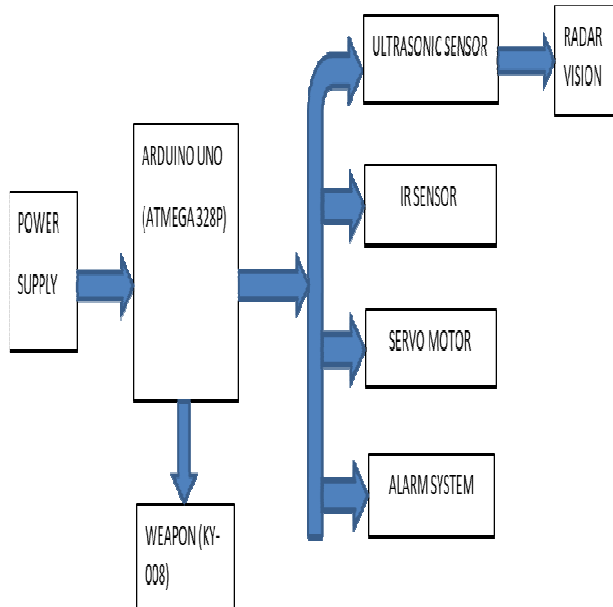 ULTRASONIC SENSOR
RADAR
VISION
ARDUINO UNO
(ATMEGA 328P)
IR SENSOR
POWER
SUPPLY
SERVO MOTOR
ALARM SYSTEM
WEAPON (KY-
008)